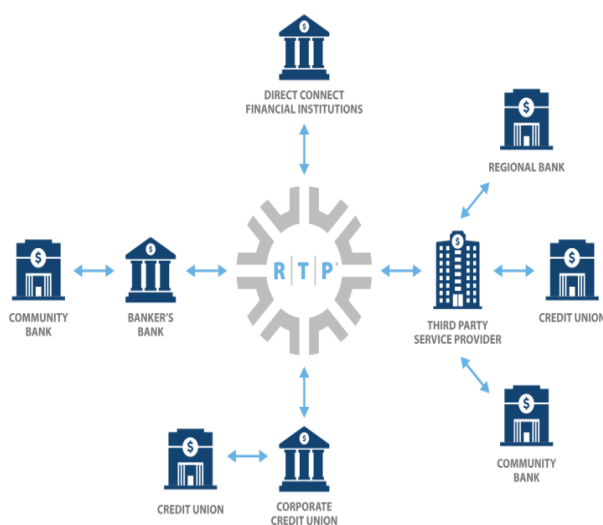 $
DIRECT CONNECT
FINANCIAL INSTITUTIONS
$
REGIONAL BANK
$
COMMUNITY
BANK
$
BANKER'S
BANK
R|T|P®
$
THIRD PARTY
SERVICE PROVIDER
$
CREDIT UNION
$
CREDIT UNION
$
CORPORATE
CREDIT UNION
$
COMMUNITY
BANK